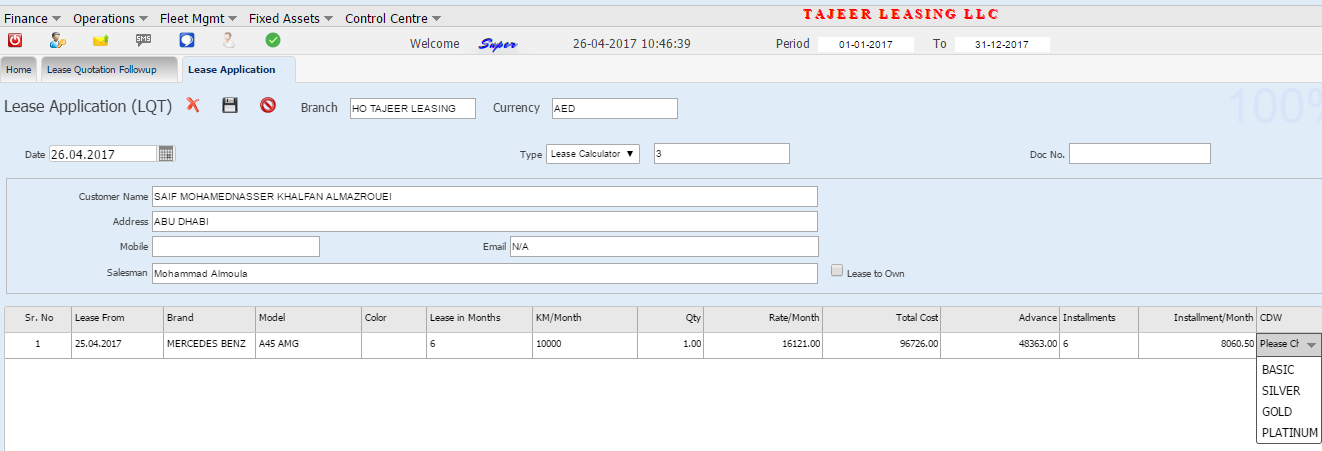 TAJEER LEASING LLC
Finance Operations Fleet Mgmt Fixed Assets Control Centre
SMS Welcome Super 26-04-2017 10:46:39 Period 01-01-2017 To 31-12-2017
Home Lease Quotation Followup Lease Application
Lease Application (LQT) Branch HO TAJEER LEASING Currency AED 100%
Date 26.04.2017 Type Lease Calculator 3 Doc No.
Customer Name SAIF MOHAMEDNASSER KHALFAN ALMAZROUEI
Address ABU DHABI
Mobile Email N/A
Salesman Mohammad Almoula Lease to Own
Sr. No Lease From Brand Model Color Lease in Months KM/Month Qty Rate/Month Total Cost Advance Installments Installment/Month CDW
1 25.04.2017 MERCEDES BENZ A45 AMG 6 10000 1.00 16121.00 96726.00 48363.00 6 8060.50 Please Ch
BASIC
SILVER
GOLD
PLATINUM